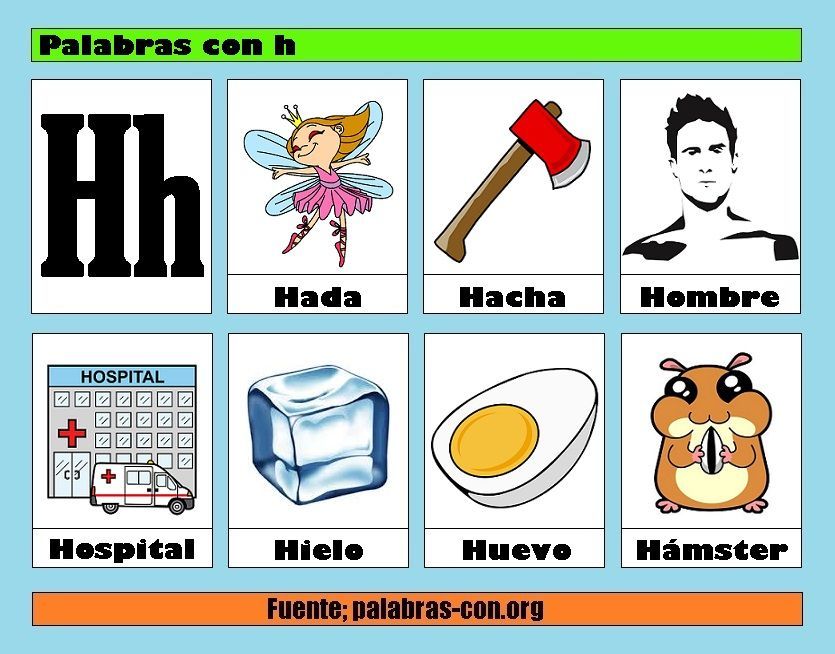 Palabras con h
Hh
Hada
Hacha
Hombre
HOSPITAL
Hospital
Hielo
Huevo
Hámster
Fuente; palabras-con.org